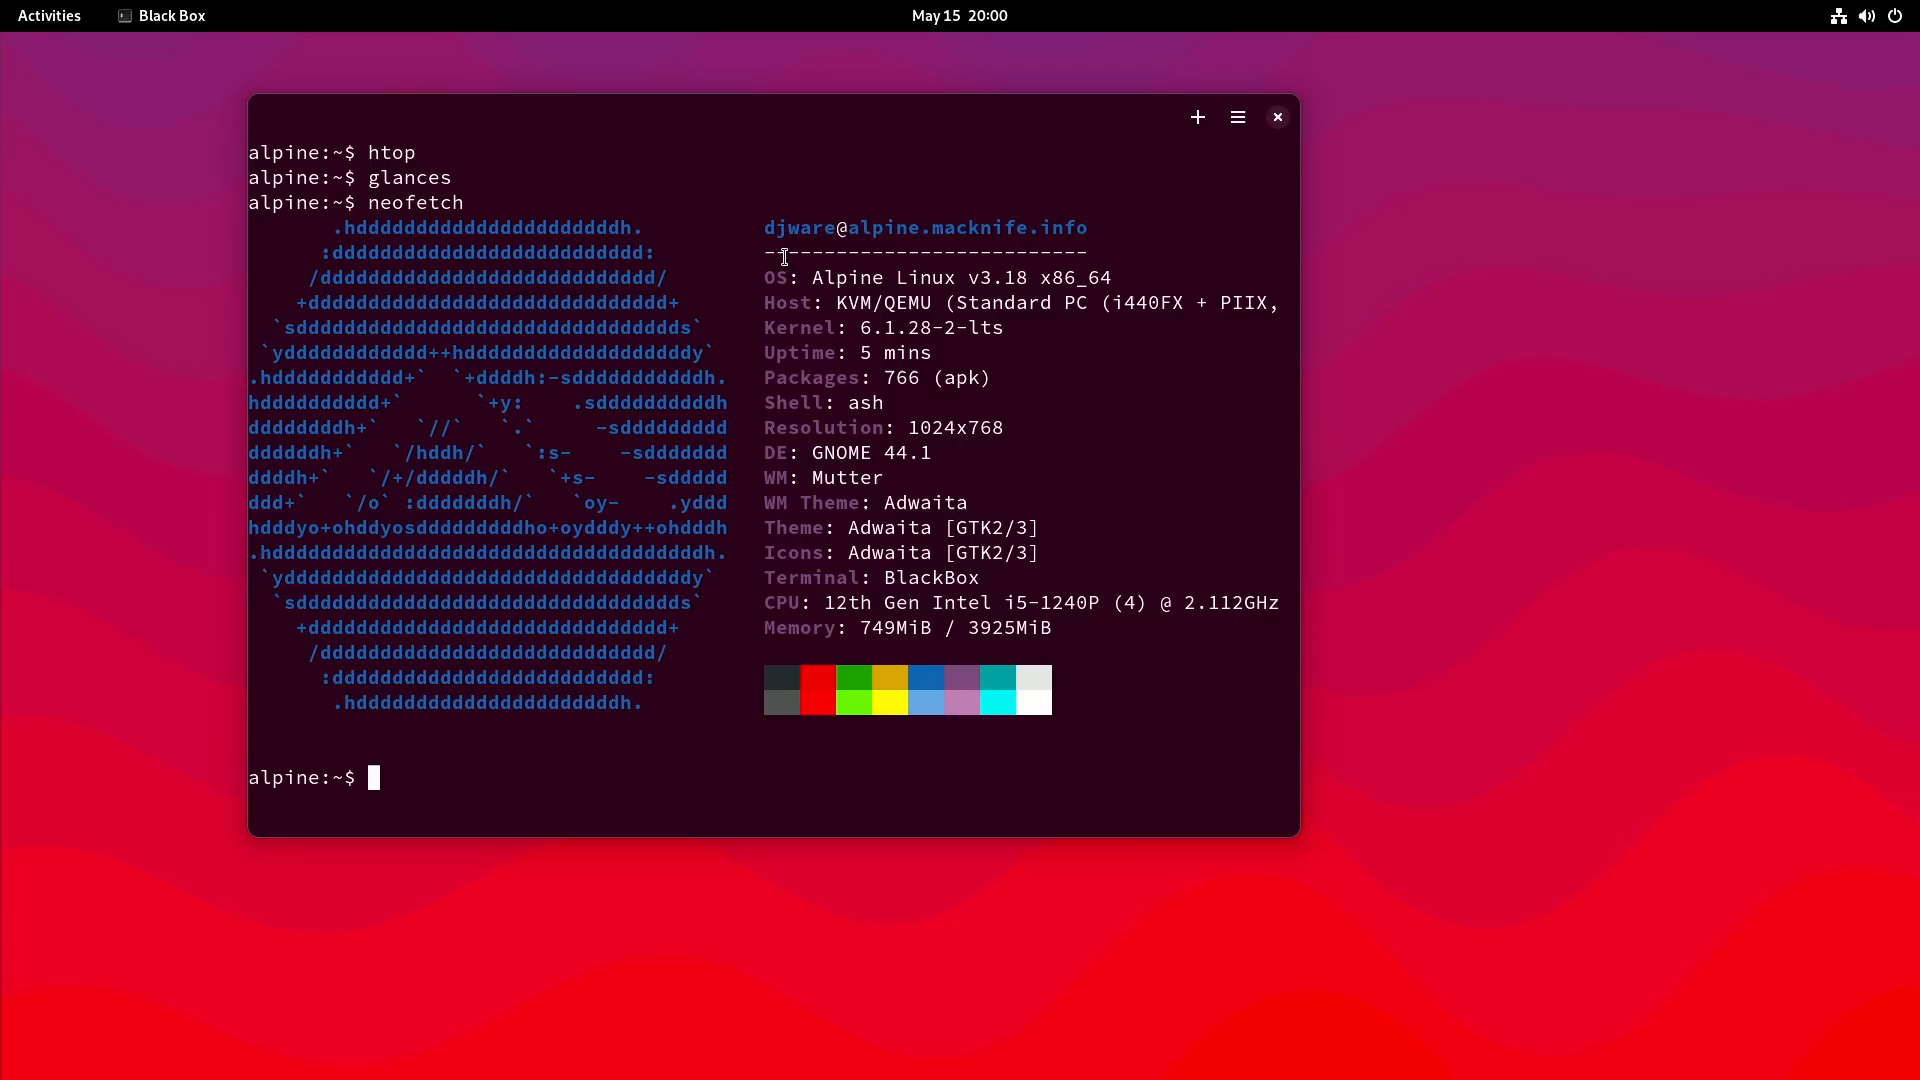 Activities Black Box May 15 20:00
alpine:~$ htop
alpine:~$ glances
alpine:~$ neofetch
djware@alpine.macknife.info
---------------------------
OS: Alpine Linux v3.18 x86_64
Host: KVM/QEMU (Standard PC (i440FX + PIIX,
Kernel: 6.1.28-2-lts
Uptime: 5 mins
Packages: 766 (apk)
Shell: ash
Resolution: 1024x768
DE: GNOME 44.1
WM: Mutter
WM Theme: Adwaita
Theme: Adwaita [GTK2/3]
Icons: Adwaita [GTK2/3]
Terminal: BlackBox
CPU: 12th Gen Intel i5-1240P (4) @ 2.112GHz
Memory: 749MiB / 3925MiB
alpine:~$